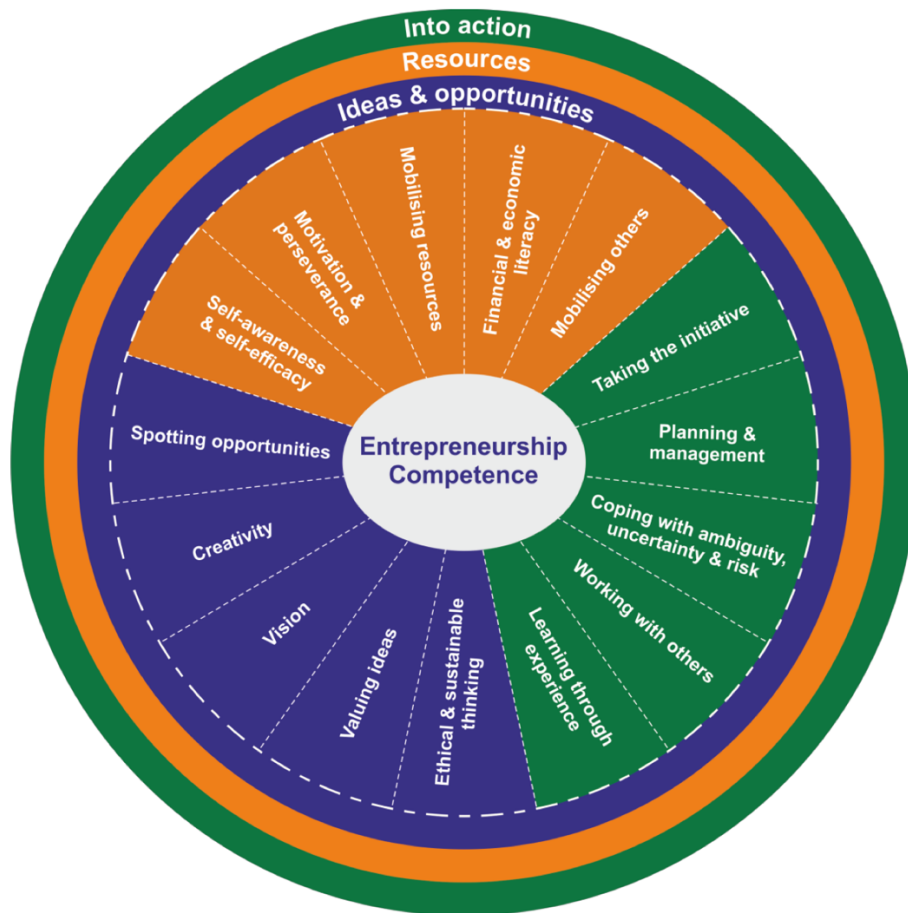 Into action
Resources
Ideas & opportunities
Mobilising resources
Financial & economic
literacy
Mobilising others
Motivation &
perseverance
Self-awareness
& self-efficacy
Taking the initiative
Planning &
management
Coping with ambiguity,
uncertainty & risk
Working with others
Learning through
experience
Ethical & sustainable
thinking
Valuing ideas
Vision
Creativity
Spotting opportunities
Entrepreneurship
Competence